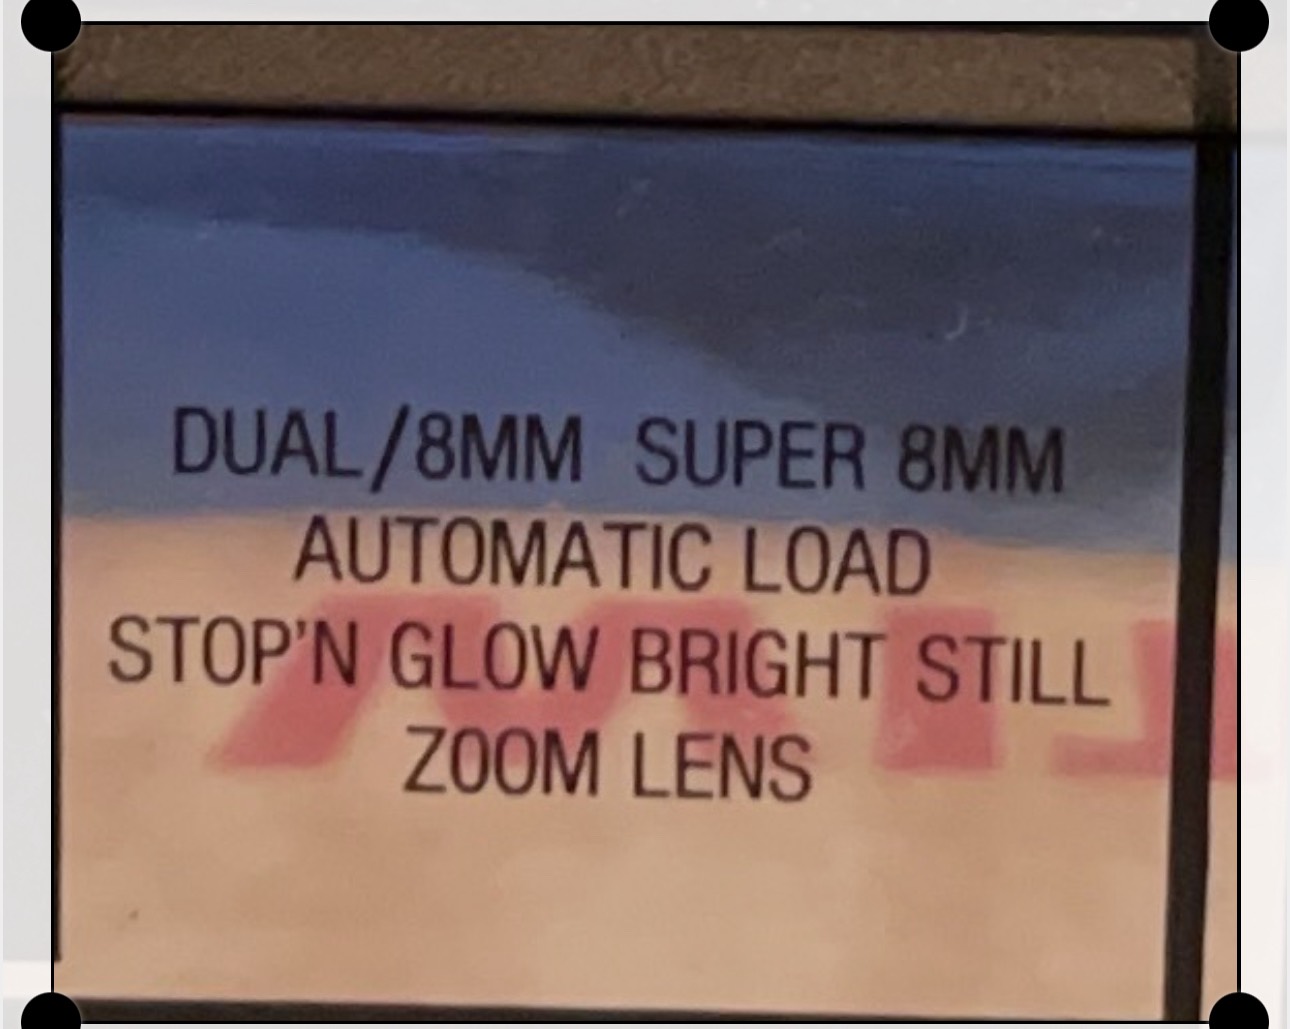 DUAL/8MM SUPER 8MM
AUTOMATIC LOAD
STOP'N GLOW BRIGHT STILL
ZOOM LENS